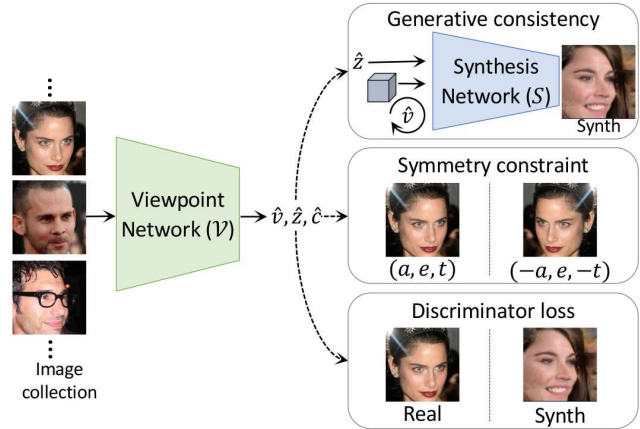 Generative consistency
ẑ
v̂
Synthesis
Network (S)
Synth
Viewpoint
Network (𝒱)
v̂, ẑ, ĉ
Image
collection
Symmetry constraint
(a, e, t)
(−a, e, −t)
Discriminator loss
Real
Synth